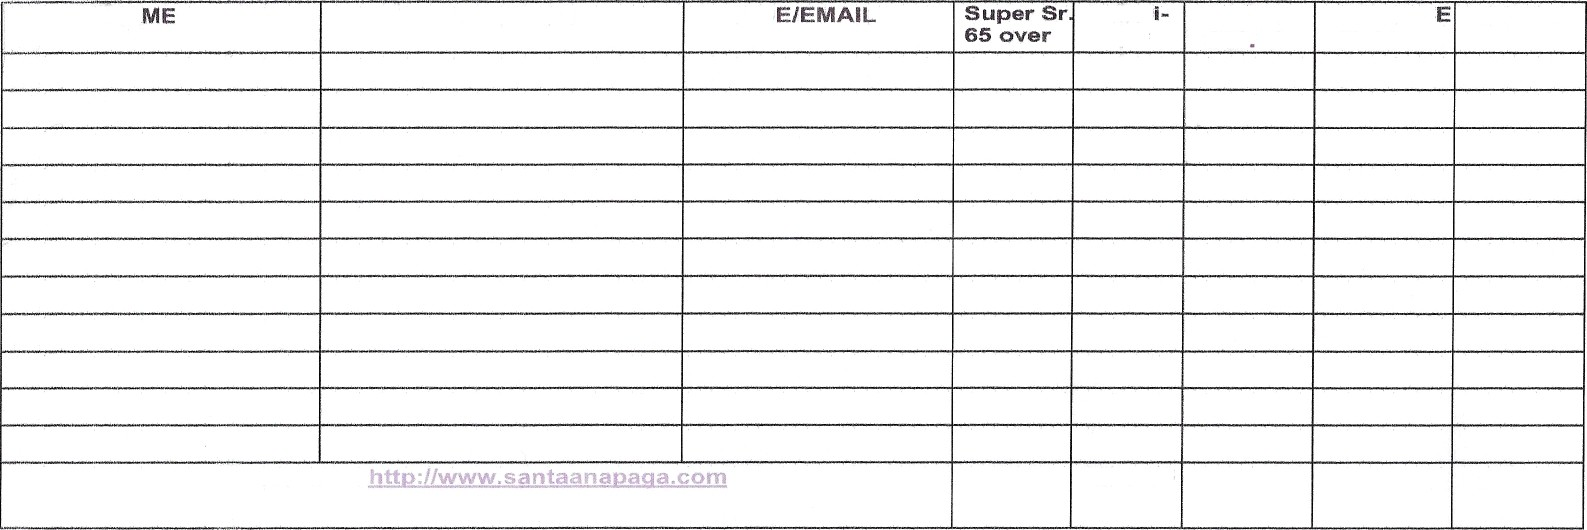 ME E/EMAIL Super Sr. i- E
65 over
http://www.santaanapaga.com